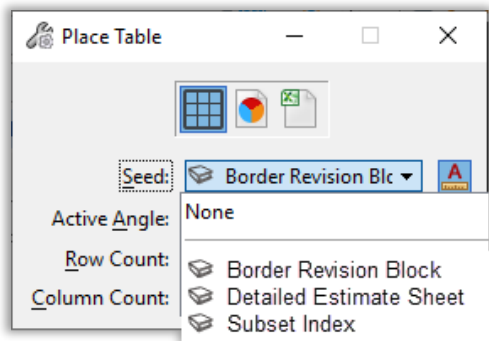 Place Table
Seed: Border Revision Blc
A
Active Angle: None
Row Count: Border Revision Block
Column Count: Detailed Estimate Sheet
Subset Index